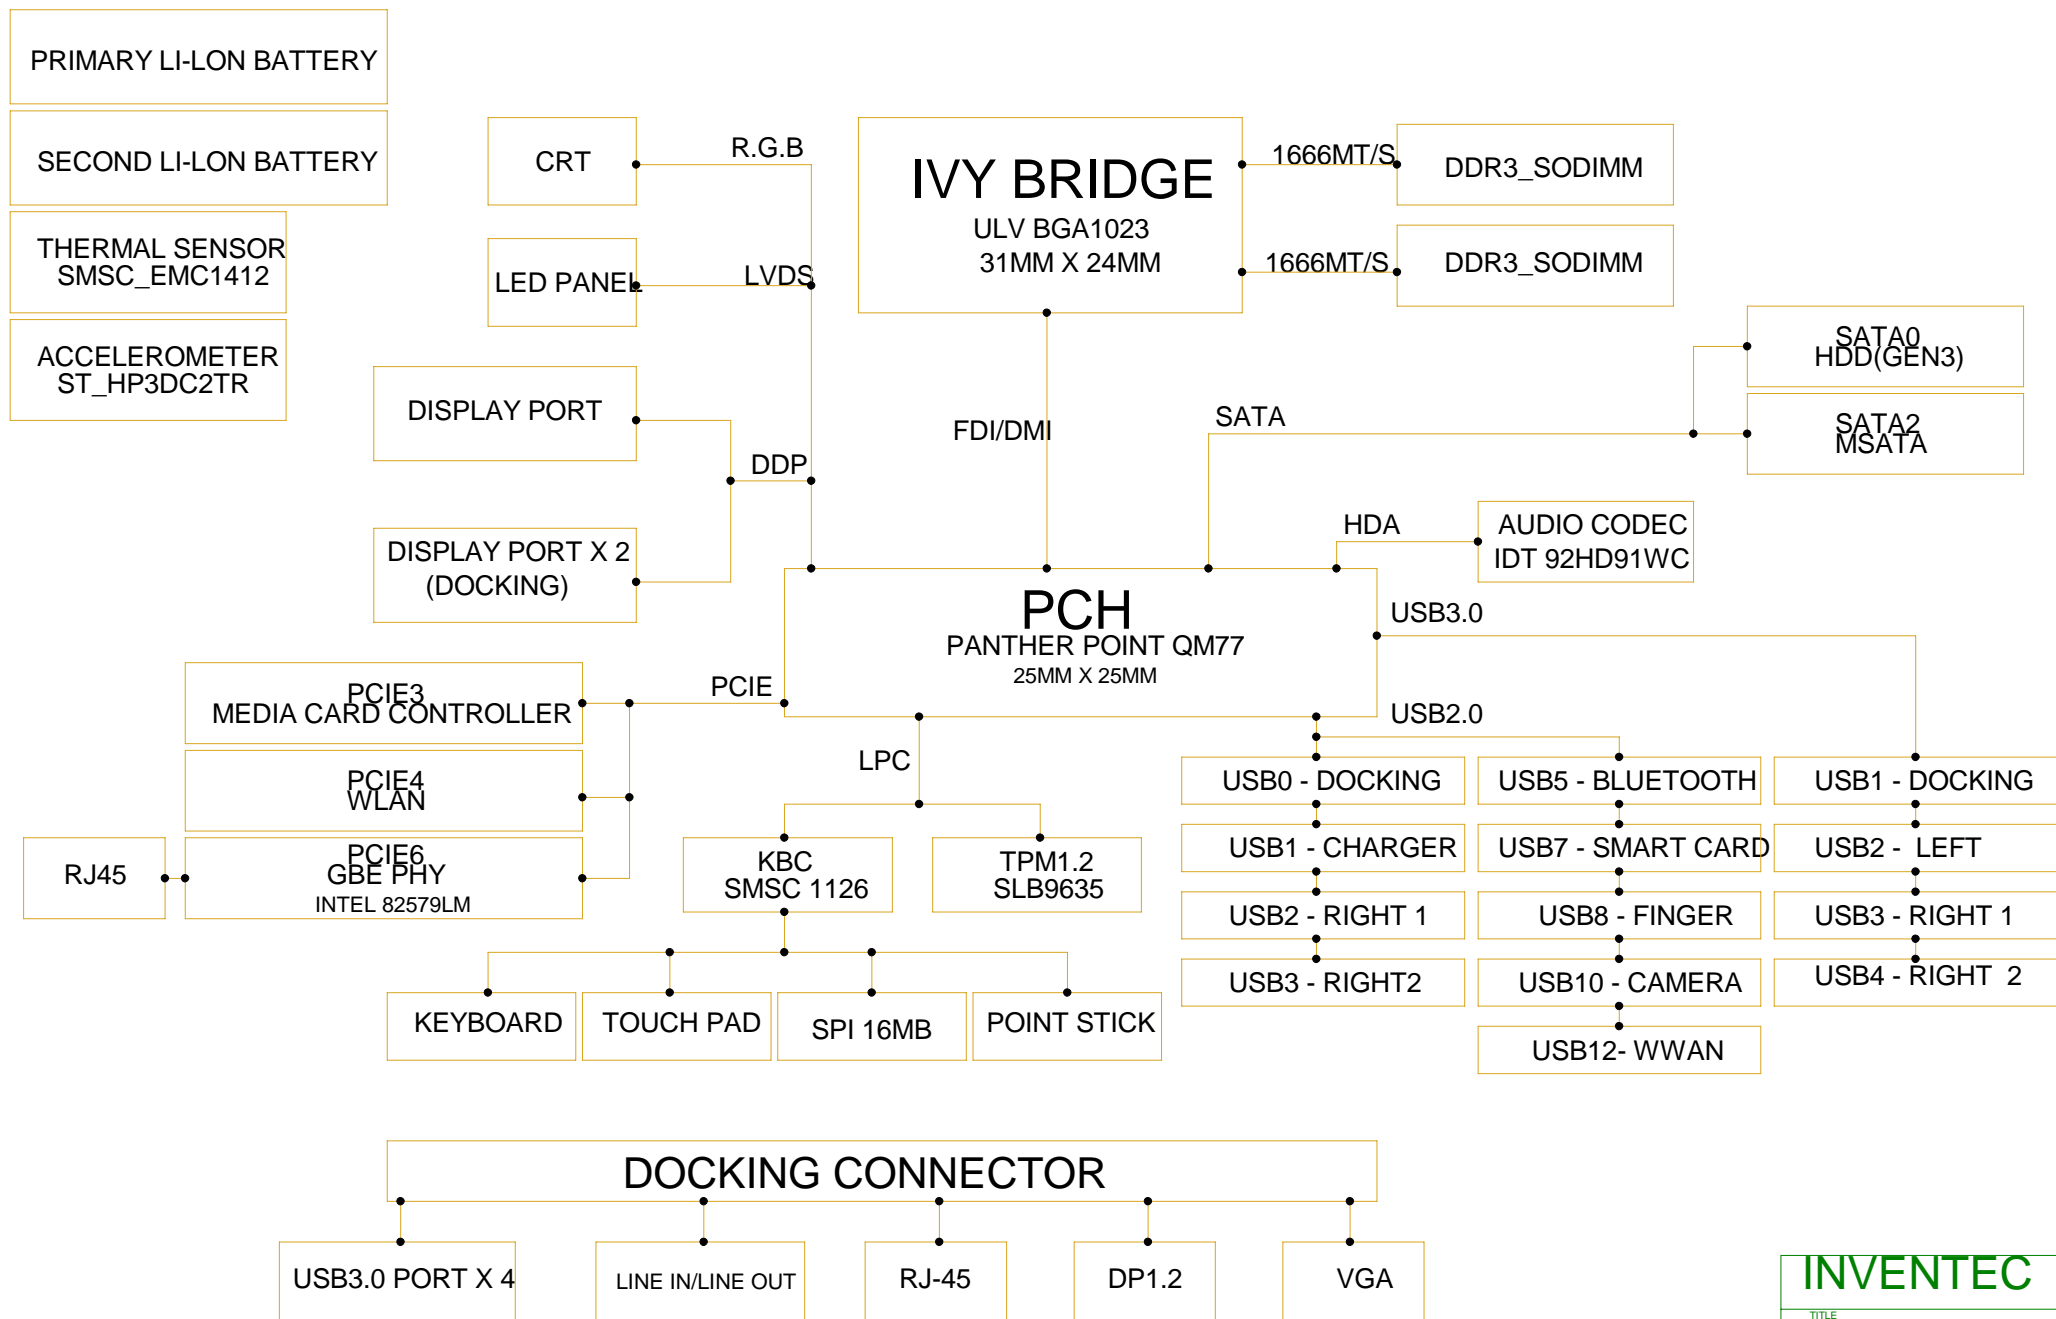 PRIMARY LI-LON BATTERY
SECOND LI-LON BATTERY
THERMAL SENSOR
SMSC_EMC1412
ACCELEROMETER
ST_HP3DC2TR
CRT
R.G.B
LED PANEL
LVDS
DISPLAY PORT
DDP
DISPLAY PORT X 2
(DOCKING)
IVY BRIDGE
ULV BGA1023
31MM X 24MM
1666MT/S
DDR3_SODIMM
1666MT/S
DDR3_SODIMM
FDI/DMI
SATA
SATA0
HDD(GEN3)
SATA2
MSATA
HDA
AUDIO CODEC
IDT 92HD91WC
PCH
PANTHER POINT QM77
25MM X 25MM
USB3.0
USB2.0
PCIE
PCIE3
MEDIA CARD CONTROLLER
PCIE4
WLAN
RJ45
PCIE6
GBE PHY
INTEL 82579LM
LPC
KBC
SMSC 1126
TPM1.2
SLB9635
KEYBOARD
TOUCH PAD
SPI 16MB
POINT STICK
USB0 - DOCKING
USB1 - CHARGER
USB2 - RIGHT 1
USB3 - RIGHT2
USB5 - BLUETOOTH
USB7 - SMART CARD
USB8 - FINGER
USB10 - CAMERA
USB12- WWAN
USB1 - DOCKING
USB2 -  LEFT
USB3 - RIGHT 1
USB4 - RIGHT  2
DOCKING CONNECTOR
USB3.0 PORT X 4
LINE IN/LINE OUT
RJ-45
DP1.2
VGA
INVENTEC
TITLE